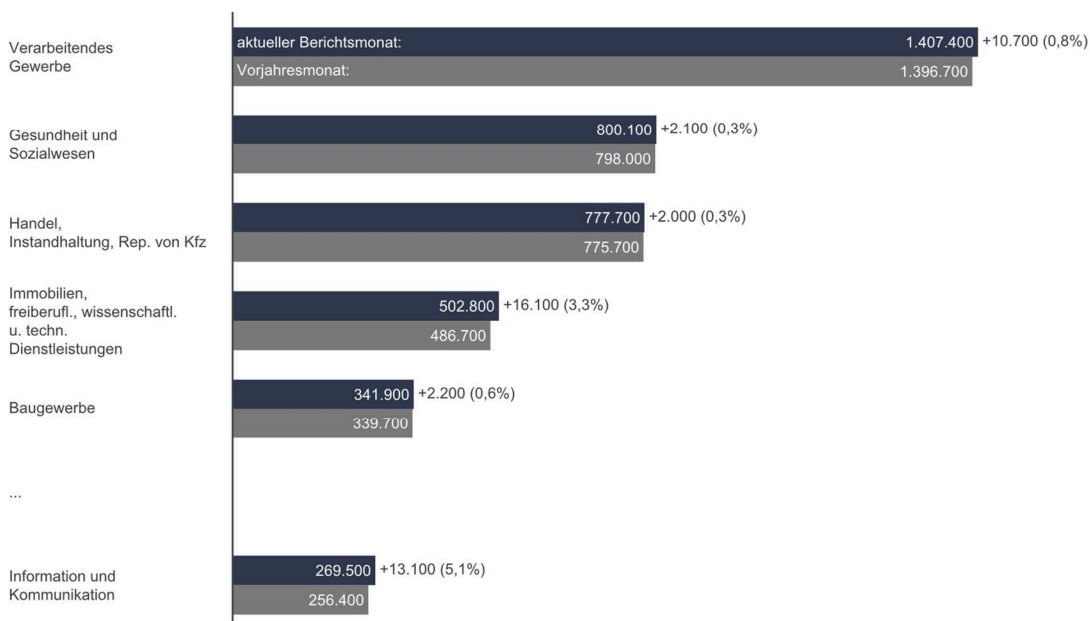 Verarbeitendes
Gewerbe
aktueller Berichtsmonat:
1.407.400
+10.700 (0,8%)
Vorjahresmonat:
1.396.700
Gesundheit und
Sozialwesen
800.100
+2.100 (0,3%)
798.000
Handel,
Instandhaltung, Rep. von Kfz
777.700
+2.000 (0,3%)
775.700
Immobilien,
freiberufl., wissenschaftl.
u. techn.
Dienstleistungen
502.800
+16.100 (3,3%)
486.700
Baugewerbe
341.900
+2.200 (0,6%)
339.700
...
Information und
Kommunikation
269.500
+13.100 (5,1%)
256.400